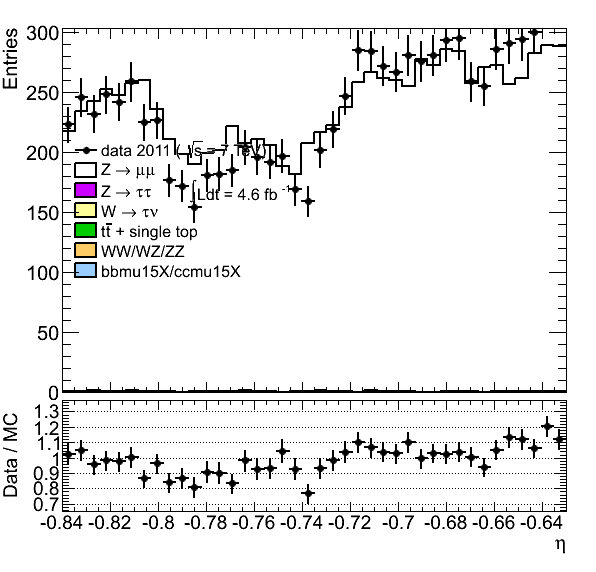 Entries
300
250
200
150
100
50
0
data 2011 ( √s = 7 TeV)
∫Ldt = 4.6 fb⁻¹
Z → μμ
Z → ττ
W → τν
tt̄ + single top
WW/WZ/ZZ
bbmu15X/ccmu15X
Data / MC
1.3
1.2
1.1
1
0.9
0.8
0.7
-0.84 -0.82 -0.8 -0.78 -0.76 -0.74 -0.72 -0.7 -0.68 -0.66 -0.64
η